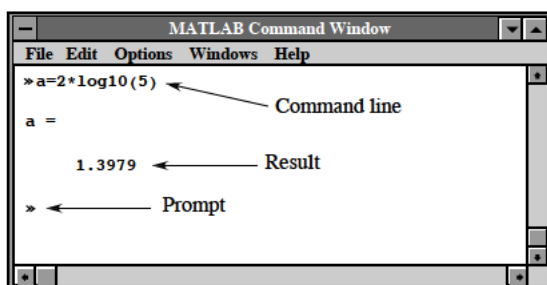 MATLAB Command Window
File Edit Options Windows Help
»a=2*log10(5)
Command line
a =
1.3979 Result
» Prompt